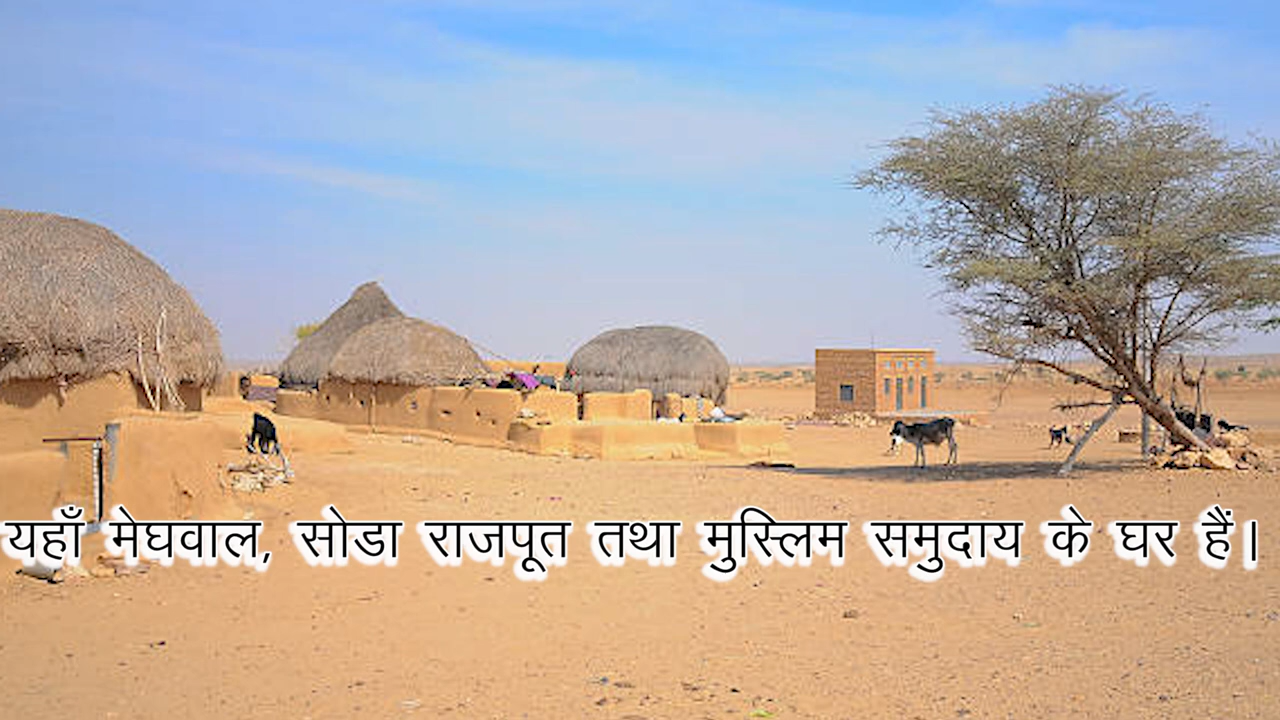 यहाँ मेघवाल, सोडा राजपूत तथा मुस्लिम समुदाय के घर हैं।